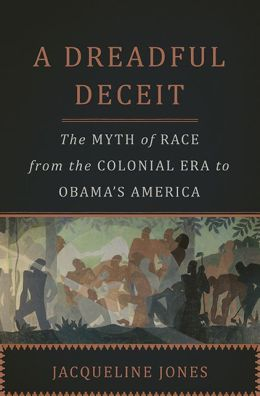 A DREADFUL
DECEIT
The MYTH of RACE
from the COLONIAL ERA to
OBAMA'S AMERICA
JACQUELINE JONES